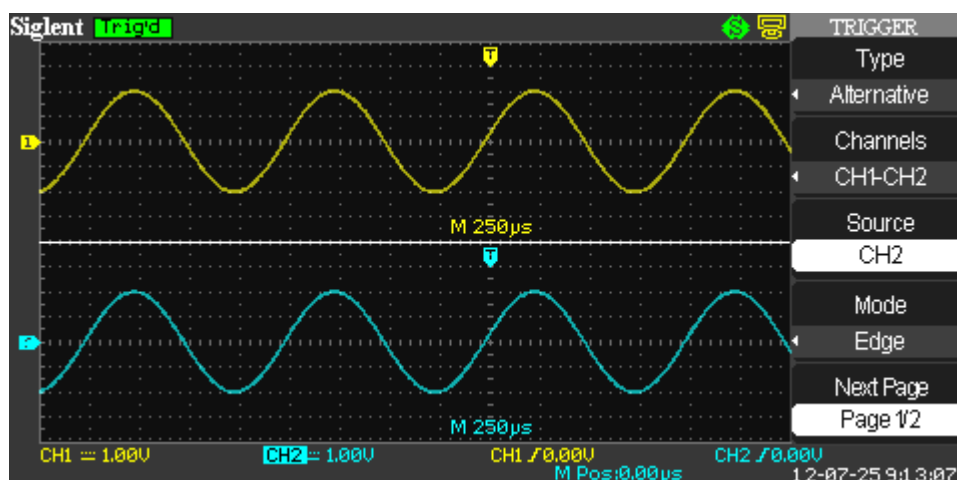 Siglent Trig'd
T
1
M 250µs
T
M 250µs
CH1 1.00V CH2 1.00V CH1 0.00V CH2 0.00V
M Pos:0.00µs
TRIGGER
Type
Alternative
Channels
CH1-CH2
Source
CH2
Mode
Edge
Next Page
Page 1/2
12-07-25 9:13:07